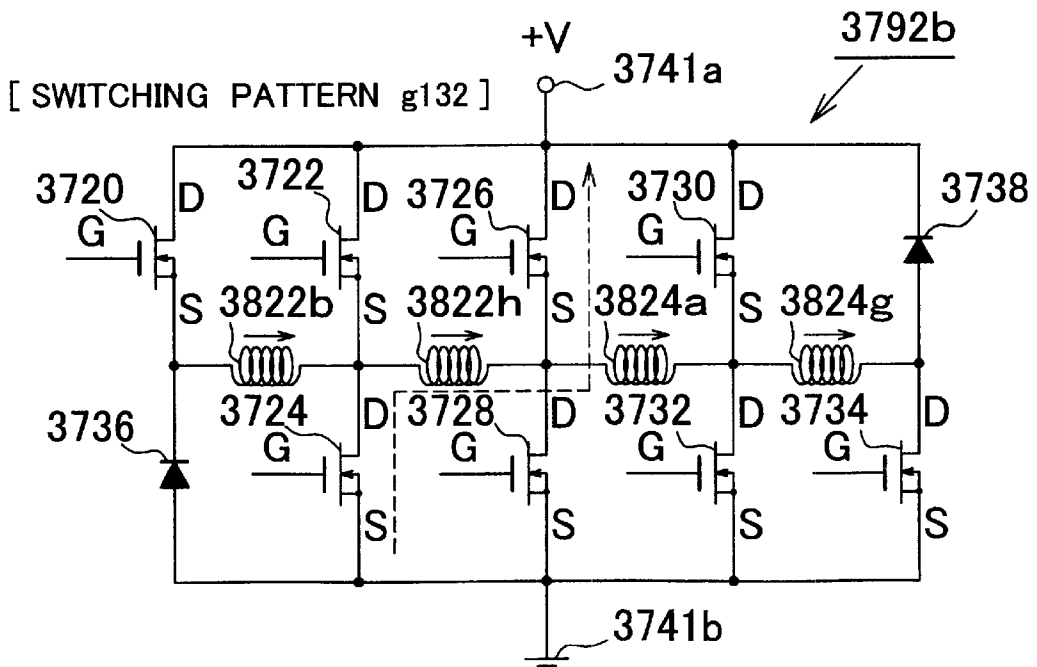 3792b
+V
3741a
[ SWITCHING PATTERN g132 ]
3720
D
G
S
3722
D
G
S
3726
D
G
S
3730
D
G
S
3738
3822b
3822h
3824a
3824g
3736
3724
D
G
S
3728
D
G
S
3732
D
G
S
3734
D
G
S
3741b